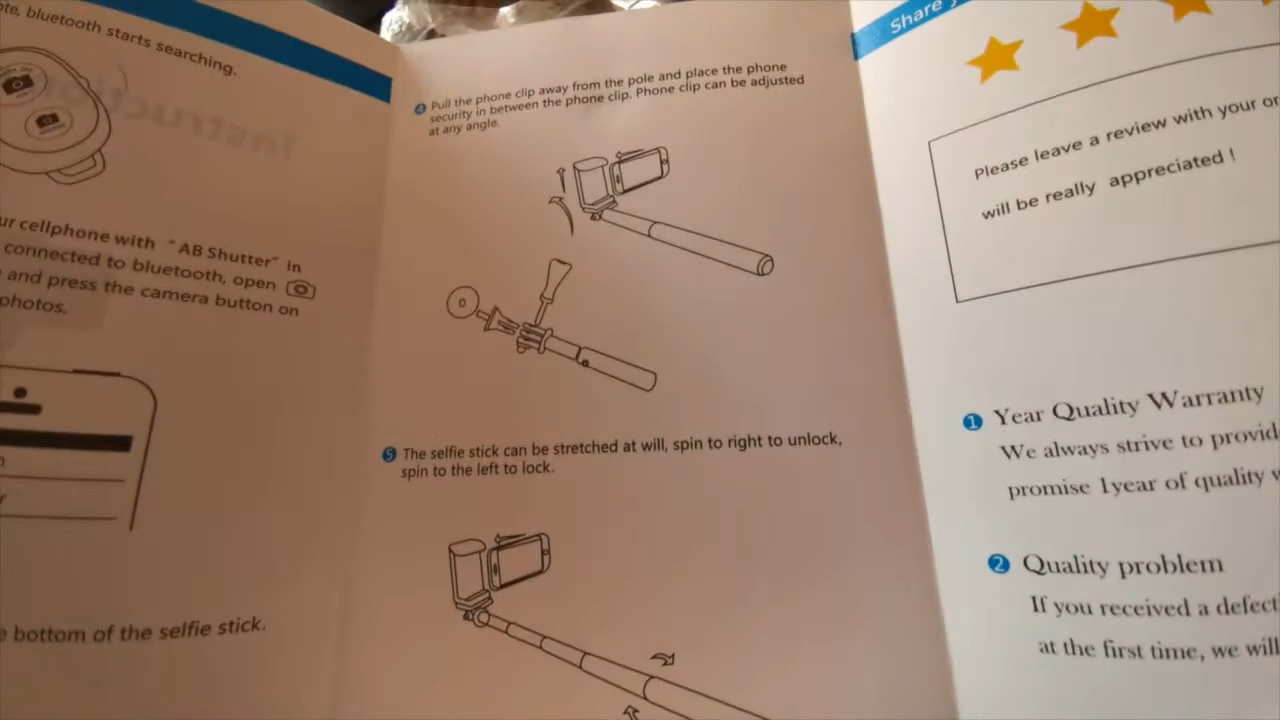 bluetooth starts searching.
cellphone with "AB Shutter" in
connected to bluetooth, open
and press the camera button on
photos.
bottom of the selfie stick.
4 Pull the phone clip away from the pole and place the phone
security in between the phone clip. Phone clip can be adjusted
at any angle.
5 The selfie stick can be stretched at will, spin to right to unlock,
spin to the left to lock.
Share
Please leave a review with your
will be really appreciated !
1 Year Quality Warranty
We always strive to
promise 1year of quality
2 Quality problem
If you received a
at the first time, we will